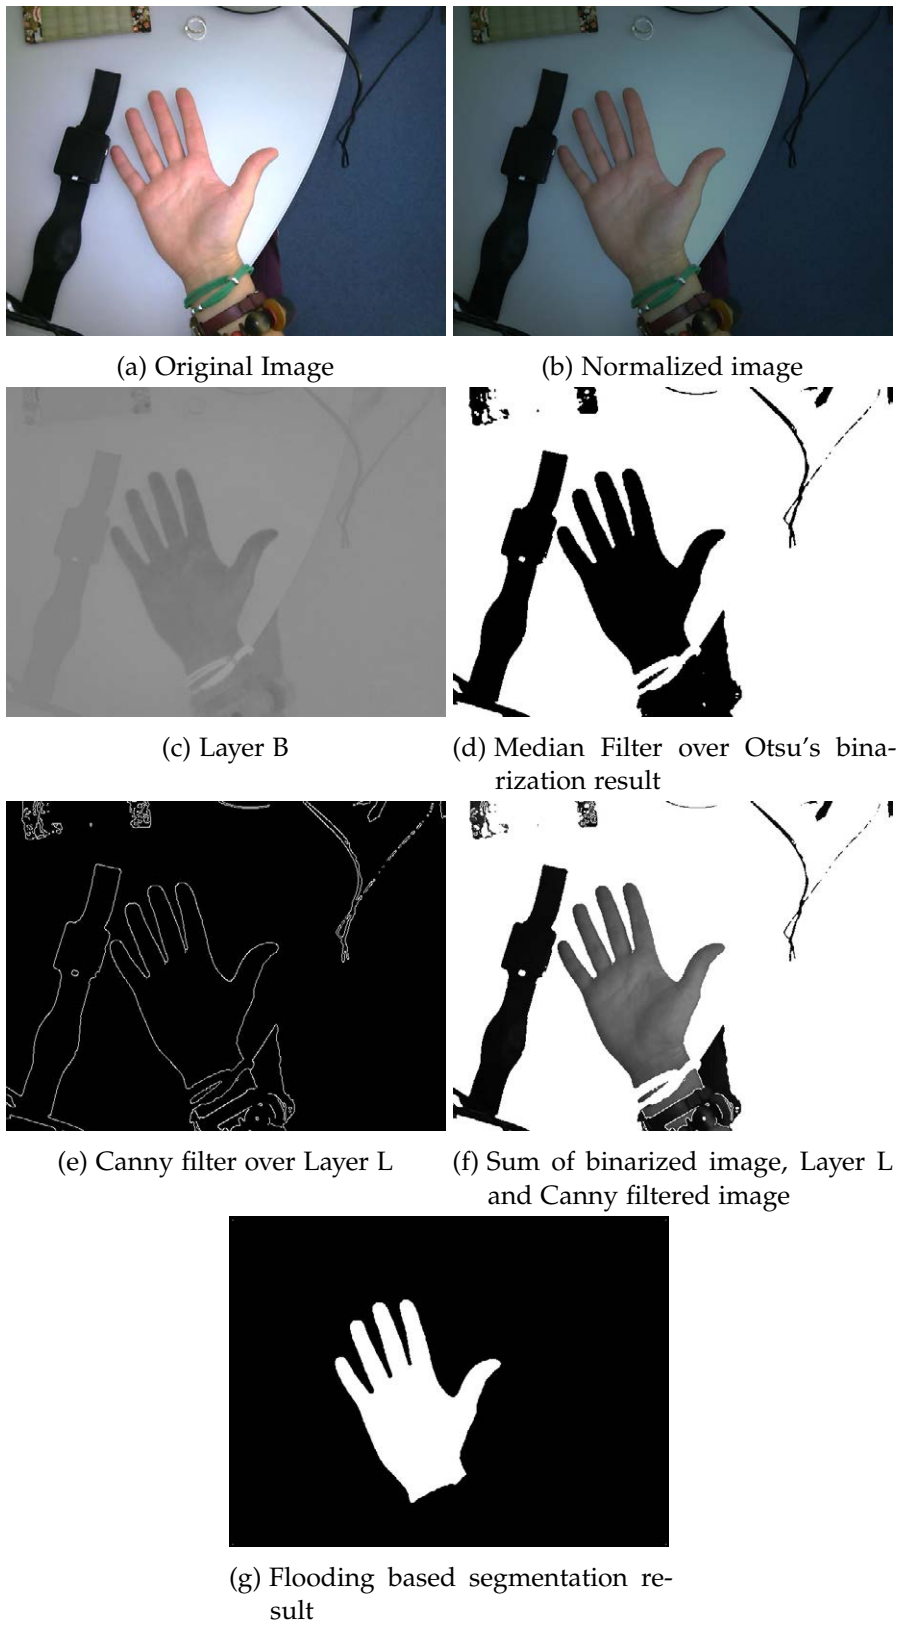 (a) Original Image
(b) Normalized image
(c) Layer B
(d) Median Filter over Otsu's bina-
rization result
(e) Canny filter over Layer L
(f) Sum of binarized image, Layer L
and Canny filtered image
(g) Flooding based segmentation re-
sult